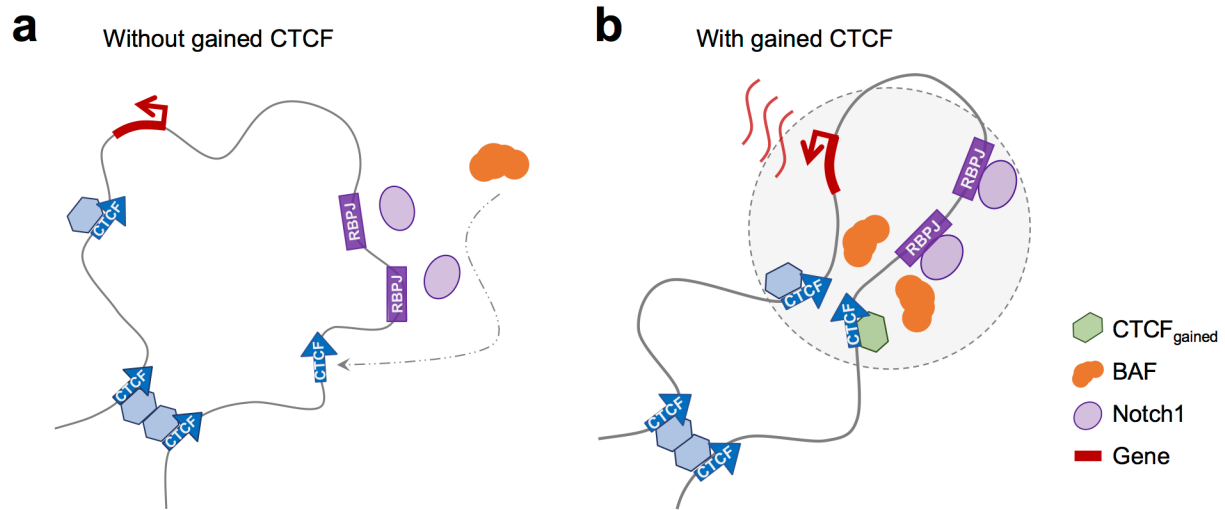 a
Without gained CTCF
CTCF
RBPJ
RBPJ
CTCF
CTCF
CTCF
b
With gained CTCF
RBPJ
RBPJ
CTCF
CTCF
CTCF
CTCF
CTCFgained
BAF
Notch1
Gene